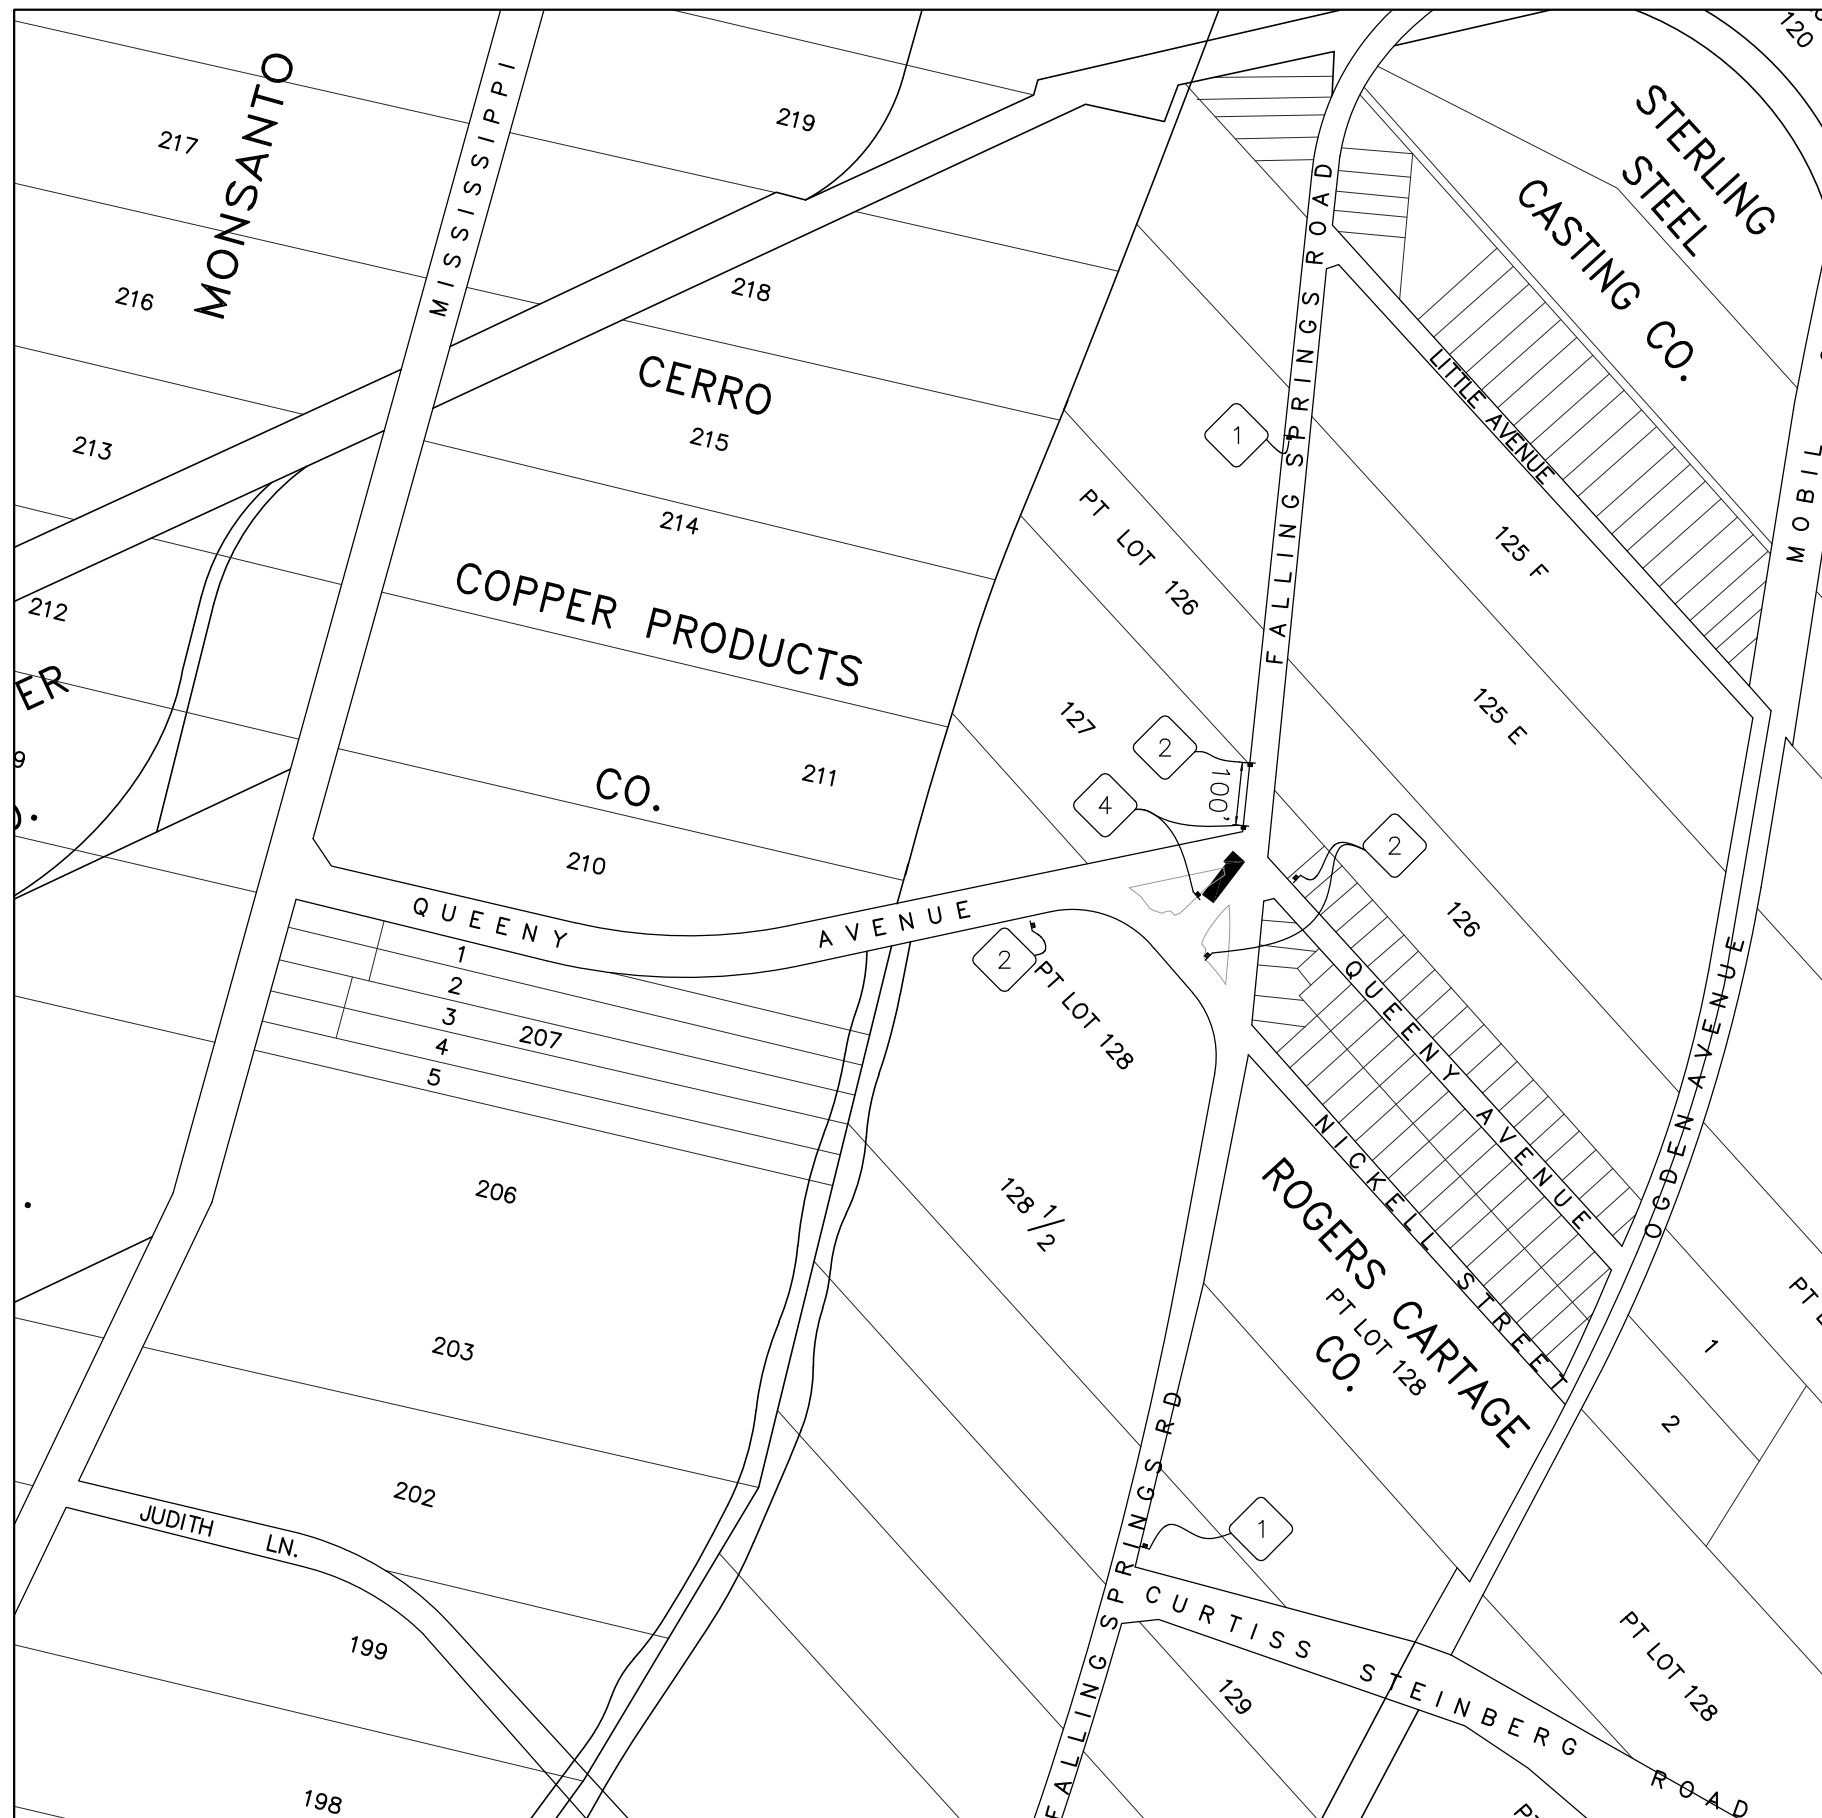 120
STERLING
STEEL
CASTING CO.
MONSANTO
MISSISSIPPI
217
219
216
218
FALLING SPRINGS ROAD
CERRO
215
213
1
LITTLE AVENUE
MOBIL
214
PT LOT 126
125 F
COPPER PRODUCTS
212
ER
127
2
125 E
100'
CO.
211
4
2
210
126
QUEENY AVENUE
2
PT LOT 128
QUEENY AVENUE
OGDEN AVENUE
1
2
3
207
4
5
206
128 1/2
NICKELL STREET
ROGERS CARTAGE
PT LOT 128
CO.
203
1
2
202
JUDITH LN.
1
FALLING SPRINGS RD
CURTISS STEINBERG ROAD
199
129
PT LOT 128
FALLING SPRINGS RD
198